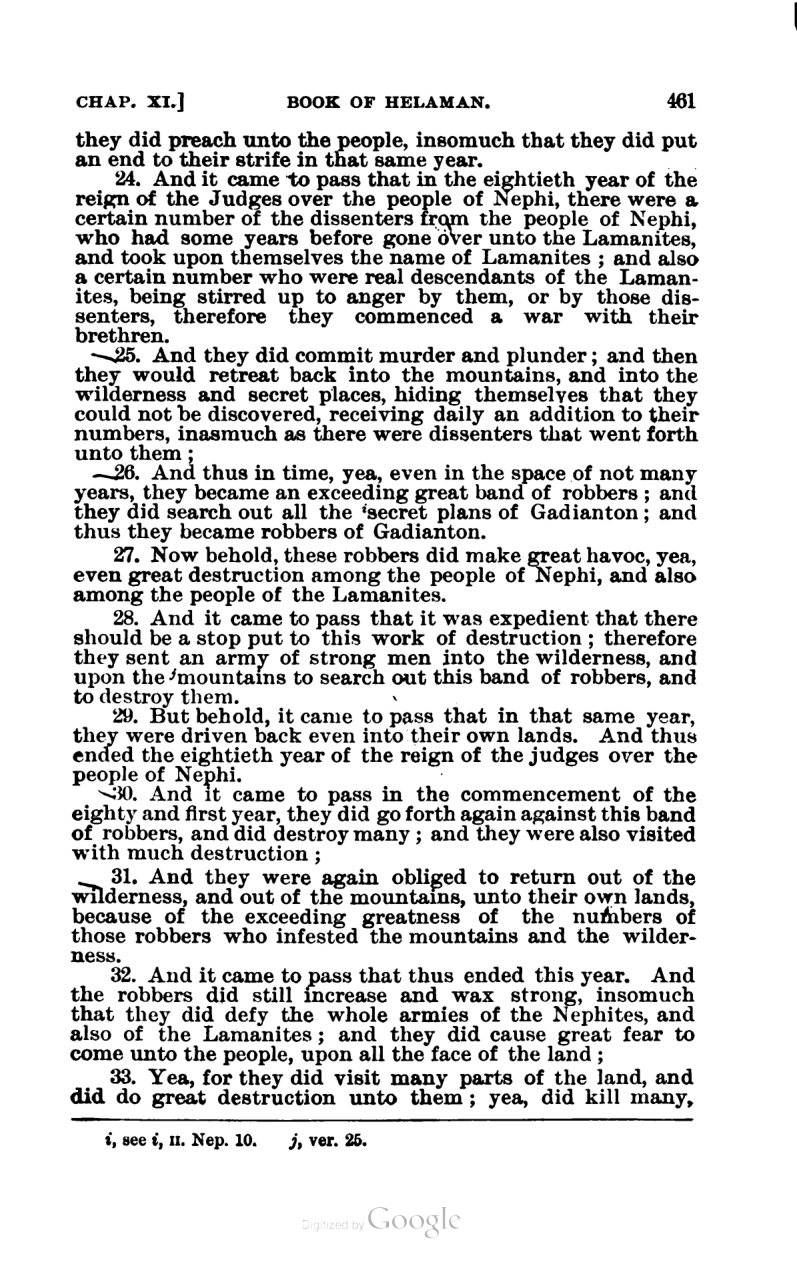 CHAP. XI.] BOOK OF HELAMAN. 461
they did preach unto the people, insomuch that they did put
an end to their strife in that same year.
24. And it came to pass that in the eightieth year of the
reign of the Judges over the people of Nephi, there were a
certain number of the dissenters from the people of Nephi,
who had some years before gone over unto the Lamanites,
and took upon themselves the name of Lamanites ; and also
a certain number who were real descendants of the Laman-
ites, being stirred up to anger by them, or by those dis-
senters, therefore they commenced a war with their
brethren.
25. And they did commit murder and plunder ; and then
they would retreat back into the mountains, and into the
wilderness and secret places, hiding themselves that they
could not be discovered, receiving daily an addition to their
numbers, inasmuch as there were dissenters that went forth
unto them ;
26. And thus in time, yea, even in the space of not many
years, they became an exceeding great band of robbers ; and
they did search out all the ⁱsecret plans of Gadianton ; and
thus they became robbers of Gadianton.
27. Now behold, these robbers did make great havoc, yea,
even great destruction among the people of Nephi, and also
among the people of the Lamanites.
28. And it came to pass that it was expedient that there
should be a stop put to this work of destruction ; therefore
they sent an army of strong men into the wilderness, and
upon the ʲmountains to search out this band of robbers, and
to destroy them.
29. But behold, it came to pass that in that same year,
they were driven back even into their own lands. And thus
ended the eightieth year of the reign of the judges over the
people of Nephi.
30. And it came to pass in the commencement of the
eighty and first year, they did go forth again against this band
of robbers, and did destroy many ; and they were also visited
with much destruction ;
31. And they were again obliged to return out of the
wilderness, and out of the mountains, unto their own lands,
because of the exceeding greatness of the numbers of
those robbers who infested the mountains and the wilder-
ness.
32. And it came to pass that thus ended this year. And
the robbers did still increase and wax strong, insomuch
that they did defy the whole armies of the Nephites, and
also of the Lamanites ; and they did cause great fear to
come unto the people, upon all the face of the land ;
33. Yea, for they did visit many parts of the land, and
did do great destruction unto them ; yea, did kill many,
i, see i, II. Nep. 10. j, ver. 25.
Digitized by Google